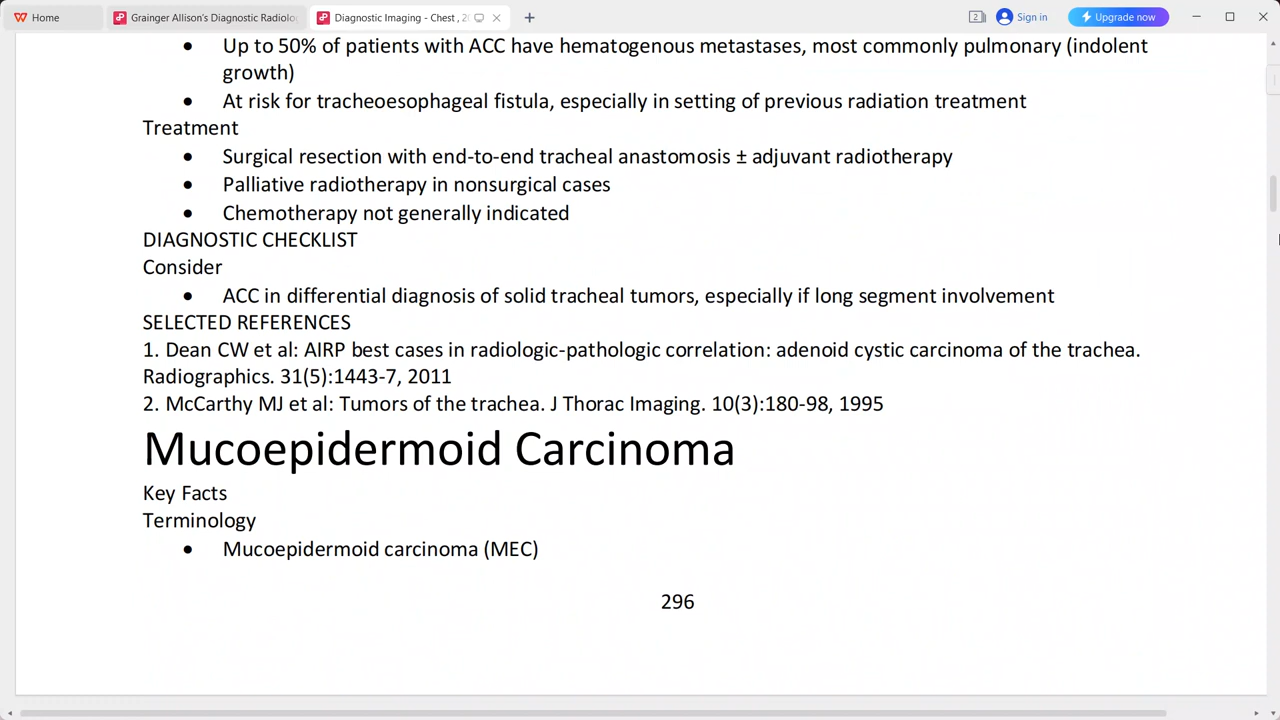 Home
Grainger Allison's Diagnostic Radiolo
Diagnostic Imaging - Chest , 2
2
Sign in
Upgrade now
• Up to 50% of patients with ACC have hematogenous metastases, most commonly pulmonary (indolent
growth)
• At risk for tracheoesophageal fistula, especially in setting of previous radiation treatment
Treatment
• Surgical resection with end-to-end tracheal anastomosis ± adjuvant radiotherapy
• Palliative radiotherapy in nonsurgical cases
• Chemotherapy not generally indicated
DIAGNOSTIC CHECKLIST
Consider
• ACC in differential diagnosis of solid tracheal tumors, especially if long segment involvement
SELECTED REFERENCES
1. Dean CW et al: AIRP best cases in radiologic-pathologic correlation: adenoid cystic carcinoma of the trachea.
Radiographics. 31(5):1443-7, 2011
2. McCarthy MJ et al: Tumors of the trachea. J Thorac Imaging. 10(3):180-98, 1995
Mucoepidermoid Carcinoma
Key Facts
Terminology
• Mucoepidermoid carcinoma (MEC)
296